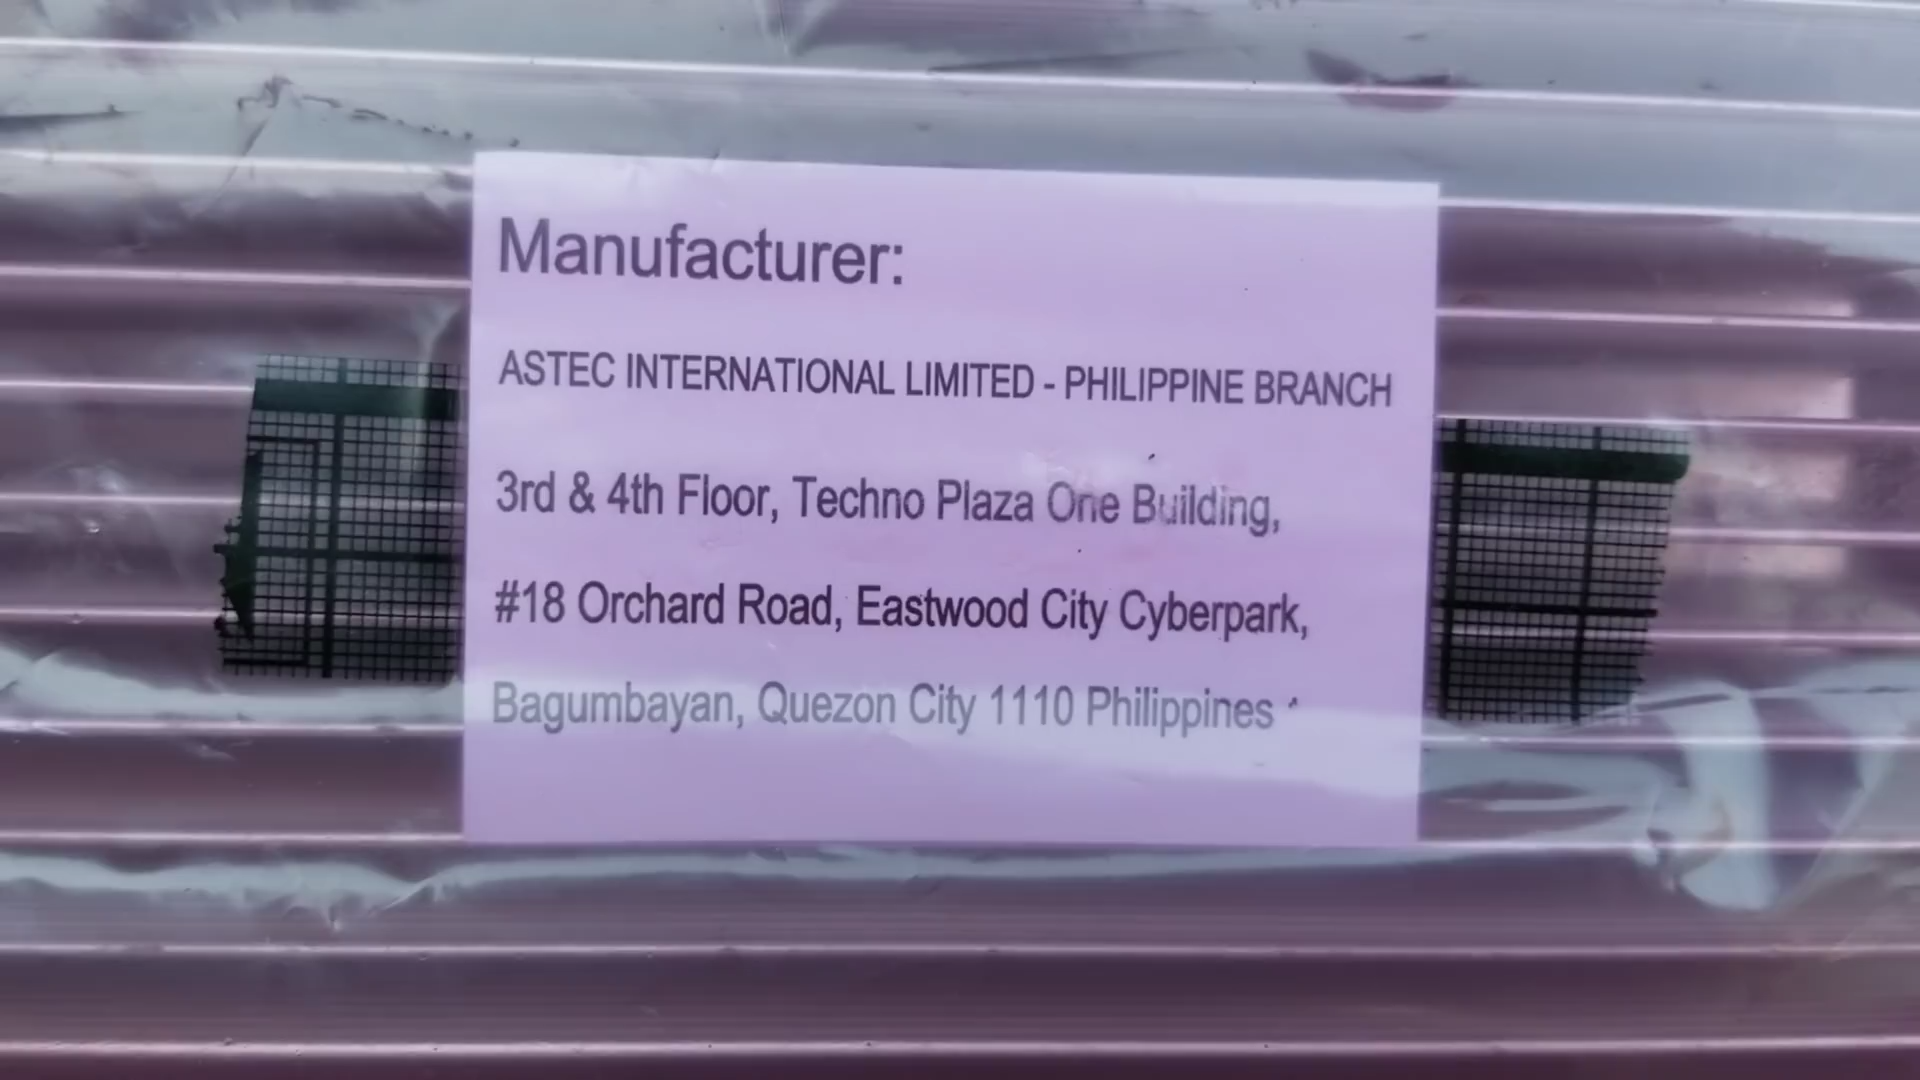 Manufacturer:
ASTEC INTERNATIONAL LIMITED - PHILIPPINE BRANCH
3rd & 4th Floor, Techno Plaza One Building,
#18 Orchard Road, Eastwood City Cyberpark,
Bagumbayan, Quezon City 1110 Philippines